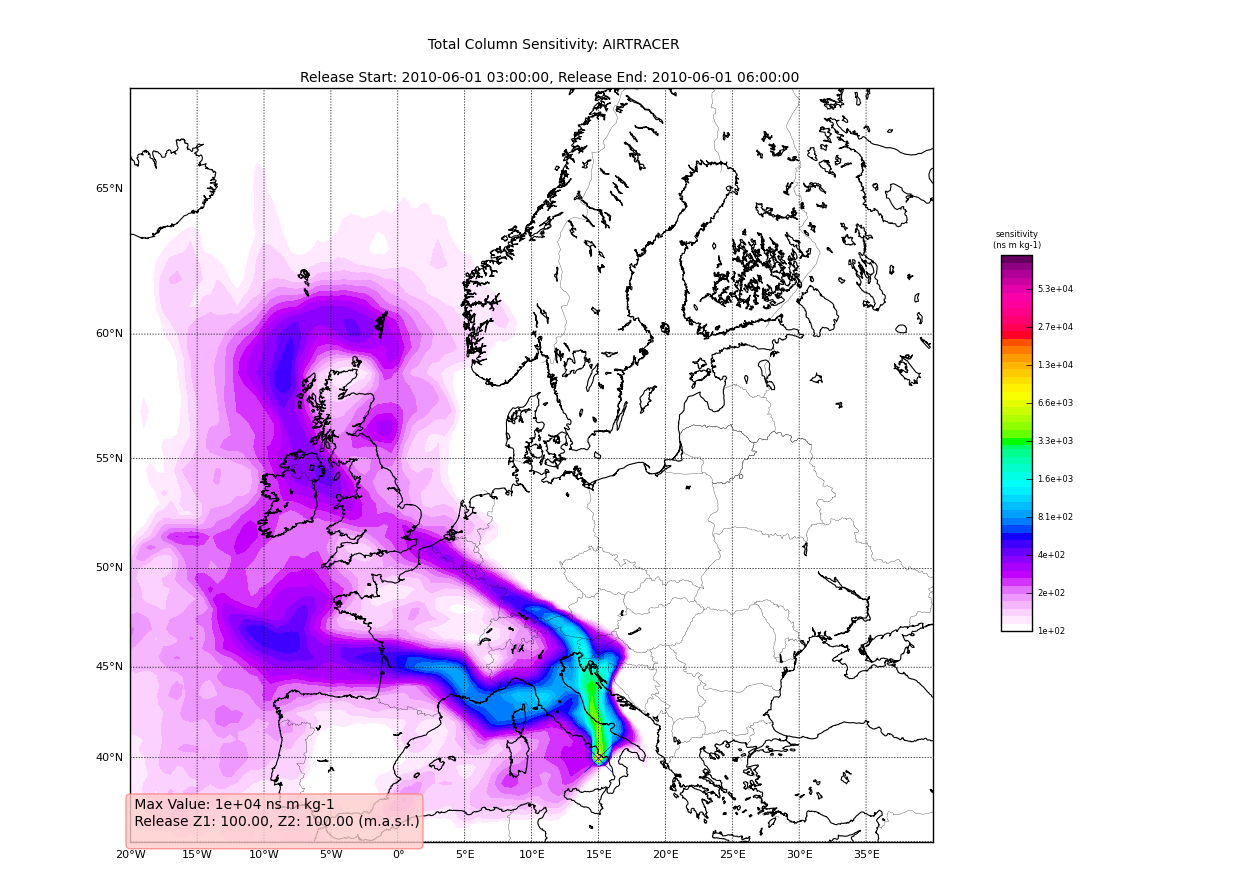 Total Column Sensitivity: AIRTRACER
Release Start: 2010-06-01 03:00:00, Release End: 2010-06-01 06:00:00
65°N
60°N
55°N
50°N
45°N
40°N
20°W 15°W 10°W 5°W 0° 5°E 10°E 15°E 20°E 25°E 30°E 35°E
Max Value: 1e+04 ns m kg-1
Release Z1: 100.00, Z2: 100.00 (m.a.s.l.)
sensitivity
(ns m kg-1)
5.3e+04
2.7e+04
1.3e+04
6.6e+03
3.3e+03
1.6e+03
8.1e+02
4e+02
2e+02
1e+02